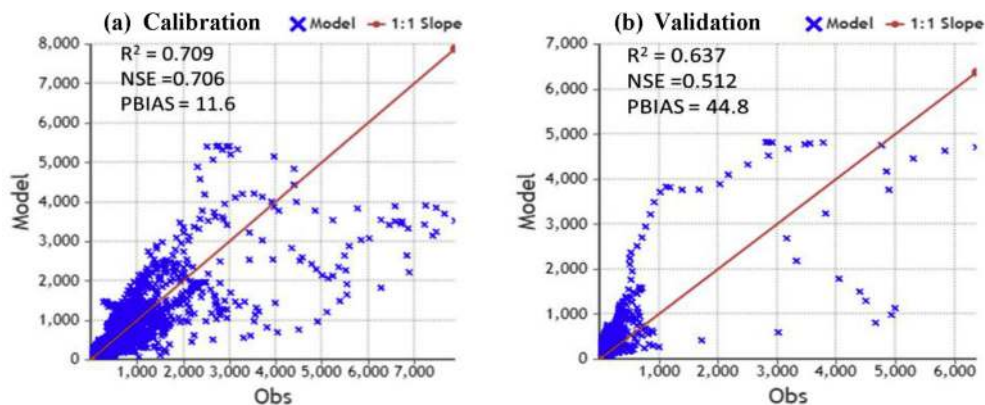 (a) Calibration
Model 1:1 Slope
R² = 0.709
NSE = 0.706
PBIAS = 11.6
8,000
7,000
6,000
5,000
4,000
3,000
2,000
1,000
0
Model
1,000 2,000 3,000 4,000 5,000 6,000 7,000
Obs
(b) Validation
Model 1:1 Slope
R² = 0.637
NSE = 0.512
PBIAS = 44.8
7,000
6,000
5,000
4,000
3,000
2,000
1,000
0
Model
1,000 2,000 3,000 4,000 5,000 6,000
Obs